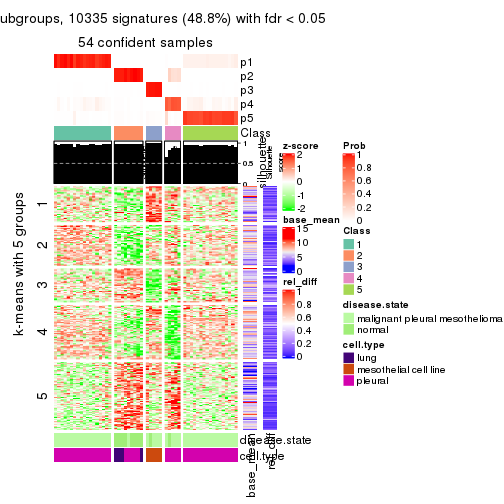 ubgroups, 10335 signatures (48.8%) with fdr < 0.05
54 confident samples
p1
p2
p3
p4
p5
Class
1
0.5
0
silhouette
Silhouette
score
k-means with 5 groups
1
2
3
4
5
disease.state
cell.type
base_mean
rel_diff
z-score
2
1
0
-1
-2
base_mean
15
10
5
0
rel_diff
1
0.8
0.6
0.4
0.2
0
Prob
1
0.8
0.6
0.4
0.2
0
Class
1
2
3
4
5
disease.state
malignant pleural mesothelioma
normal
cell.type
lung
mesothelial cell line
pleural